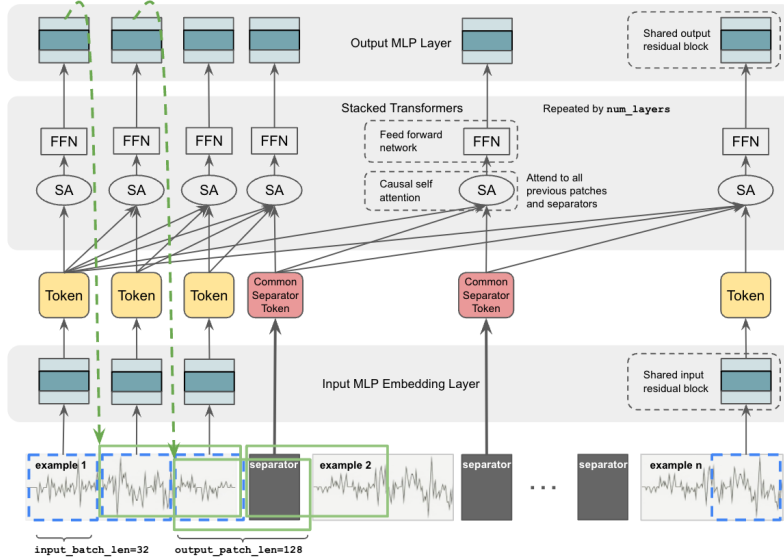 Output MLP Layer
Shared output
residual block
Stacked Transformers
Repeated by num_layers
FFN
FFN
FFN
FFN
Feed forward
network
FFN
FFN
SA
SA
SA
SA
Causal self
attention
SA
Attend to all
previous patches
and separators
SA
Token
Token
Token
Common
Separator
Token
Common
Separator
Token
Token
Input MLP Embedding Layer
Shared input
residual block
example 1
separator
example 2
separator
...
separator
example n
input_batch_len=32
output_patch_len=128